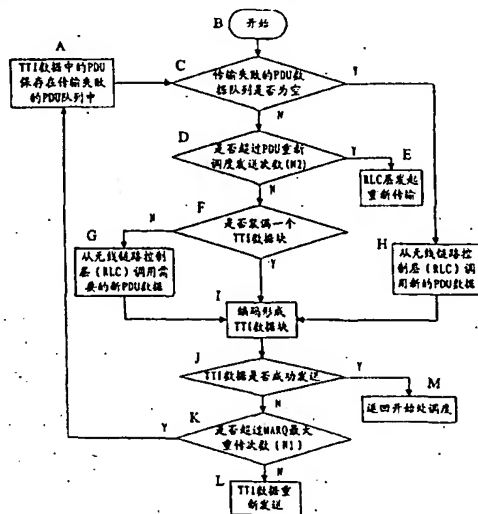 B
开始
A
TTI数据中的PDU
保存在传输失败
的PDU队列中
C
传输失败的PDU数
据队列是否为空
Y
N
D
是否超过PDU重新
调度发送次数(N2)
Y
E
RLC层发起
重新传输
N
F
是否装满一个
TTI数据块
N
Y
G
从无线链路控制
层(RLC)调用需
要的新PDU数据
H
从无线链路控
制层(RLC)调
用新的PDU数据
I
编码形成
TTI数据块
J
TTI数据是否成功发送
Y
M
返回开始处调度
N
K
是否超过HARQ最大
重传次数(N1)
Y
N
L
TTI数据重
新发送